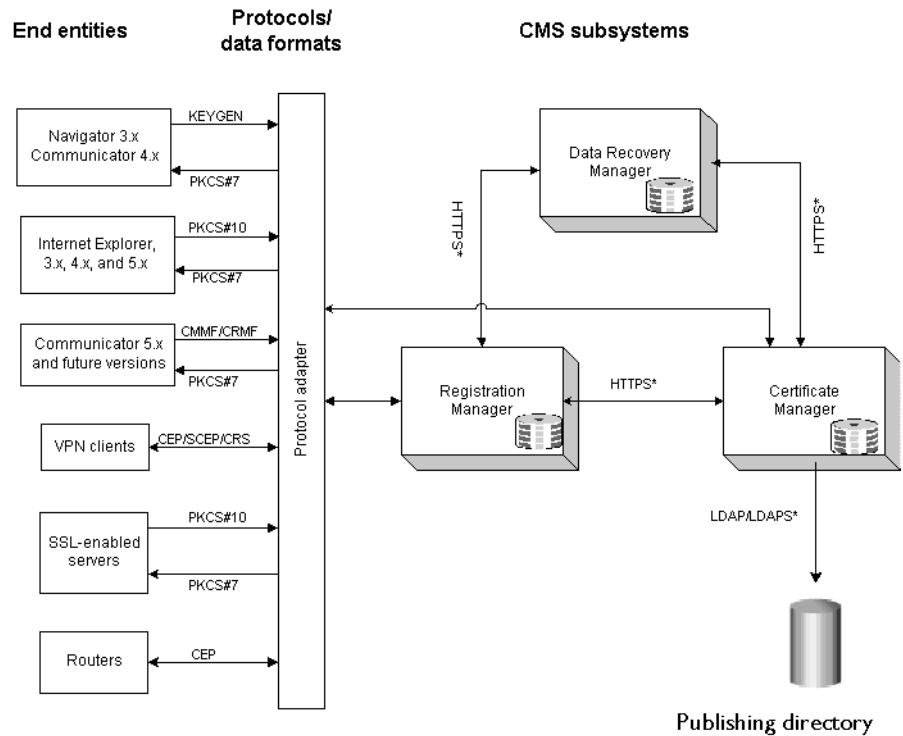 End entities
Protocols/
data formats
CMS subsystems
Navigator 3.x
Communicator 4.x
KEYGEN
PKCS#7
Internet Explorer,
3.x, 4.x, and 5.x
PKCS#10
PKCS#7
Communicator 5.x
and future versions
CMMF/CRMF
PKCS#7
VPN clients
CEP/SCEP/CRS
SSL-enabled
servers
PKCS#10
PKCS#7
Routers
CEP
Protocol adapter
Data Recovery
Manager
HTTPS*
HTTPS*
Registration
Manager
HTTPS*
Certificate
Manager
LDAP/LDAPS*
Publishing directory